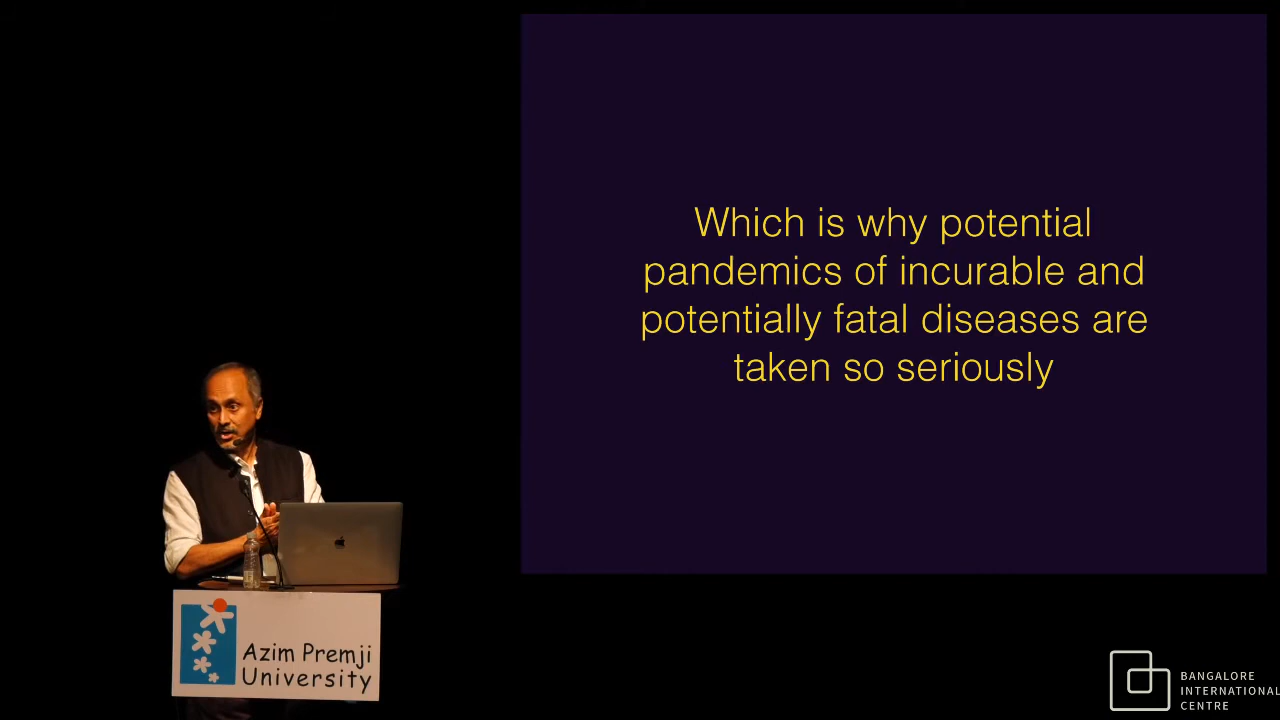 Which is why potential
pandemics of incurable and
potentially fatal diseases are
taken so seriously
Azim Premji
University
BANGALORE
INTERNATIONAL
CENTRE